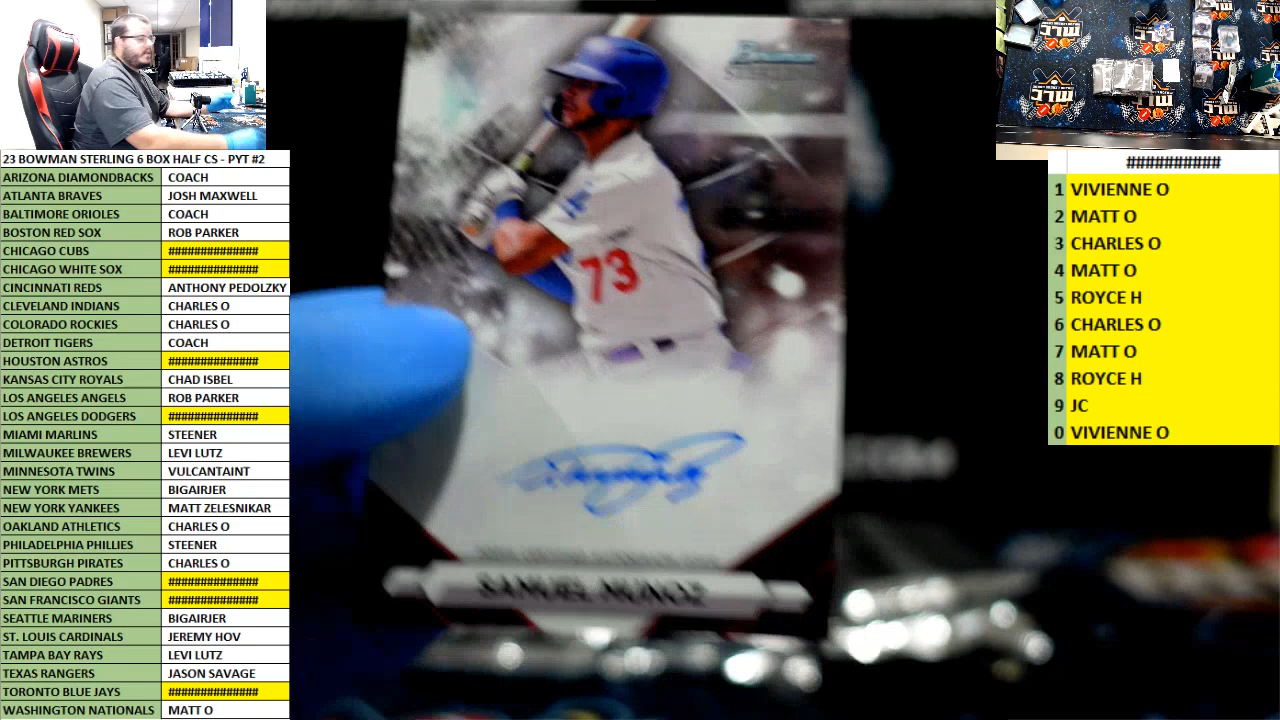 23 BOWMAN STERLING 6 BOX HALF CS - PYT #2
ARIZONA DIAMONDBACKS COACH
ATLANTA BRAVES JOSH MAXWELL
BALTIMORE ORIOLES COACH
BOSTON RED SOX ROB PARKER
CHICAGO CUBS ##############
CHICAGO WHITE SOX ##############
CINCINNATI REDS ANTHONY PEDOLZKY
CLEVELAND INDIANS CHARLES O
COLORADO ROCKIES CHARLES O
DETROIT TIGERS COACH
HOUSTON ASTROS ##############
KANSAS CITY ROYALS CHAD ISBEL
LOS ANGELES ANGELS ROB PARKER
LOS ANGELES DODGERS ##############
MIAMI MARLINS STEENER
MILWAUKEE BREWERS LEVI LUTZ
MINNESOTA TWINS VULCANTAINT
NEW YORK METS BIGAIRJER
NEW YORK YANKEES MATT ZELESNIKAR
OAKLAND ATHLETICS CHARLES O
PHILADELPHIA PHILLIES STEENER
PITTSBURGH PIRATES CHARLES O
SAN DIEGO PADRES ##############
SAN FRANCISCO GIANTS ##############
SEATTLE MARINERS BIGAIRJER
ST. LOUIS CARDINALS JEREMY HOV
TAMPA BAY RAYS LEVI LUTZ
TEXAS RANGERS JASON SAVAGE
TORONTO BLUE JAYS ##############
WASHINGTON NATIONALS MATT O
Bowman
73
SAMUEL MUNOZ
##########
1 VIVIENNE O
2 MATT O
3 CHARLES O
4 MATT O
5 ROYCE H
6 CHARLES O
7 MATT O
8 ROYCE H
9 JC
0 VIVIENNE O